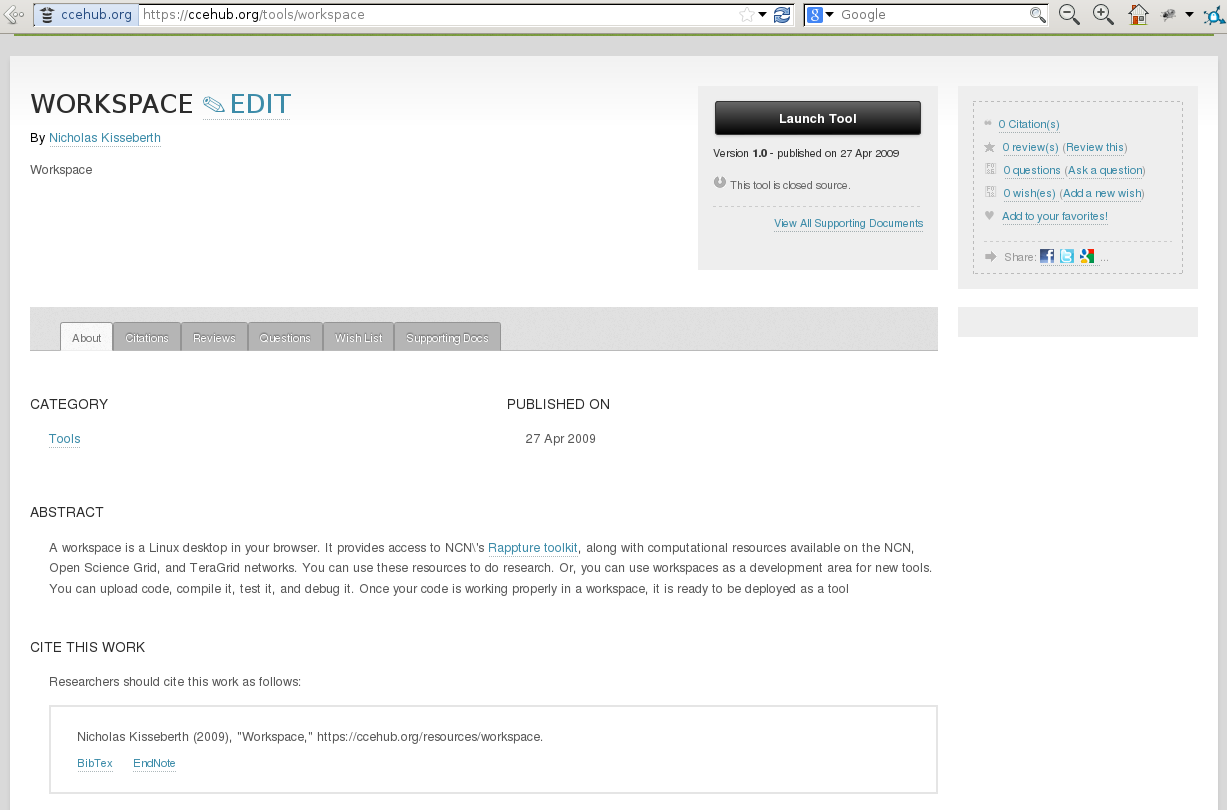 ccehub.org https://ccehub.org/tools/workspace Google
WORKSPACE EDIT
By Nicholas Kisseberth
Workspace
Launch Tool
Version 1.0 - published on 27 Apr 2009
This tool is closed source.
View All Supporting Documents
0 Citation(s)
0 review(s) (Review this)
0 questions (Ask a question)
0 wish(es) (Add a new wish)
Add to your favorites!
Share: ...
About Citations Reviews Questions Wish List Supporting Docs
CATEGORY
Tools
PUBLISHED ON
27 Apr 2009
ABSTRACT
A workspace is a Linux desktop in your browser. It provides access to NCN\'s Rappture toolkit, along with computational resources available on the NCN,
Open Science Grid, and TeraGrid networks. You can use these resources to do research. Or, you can use workspaces as a development area for new tools.
You can upload code, compile it, test it, and debug it. Once your code is working properly in a workspace, it is ready to be deployed as a tool
CITE THIS WORK
Researchers should cite this work as follows:
Nicholas Kisseberth (2009), "Workspace," https://ccehub.org/resources/workspace.
BibTex EndNote